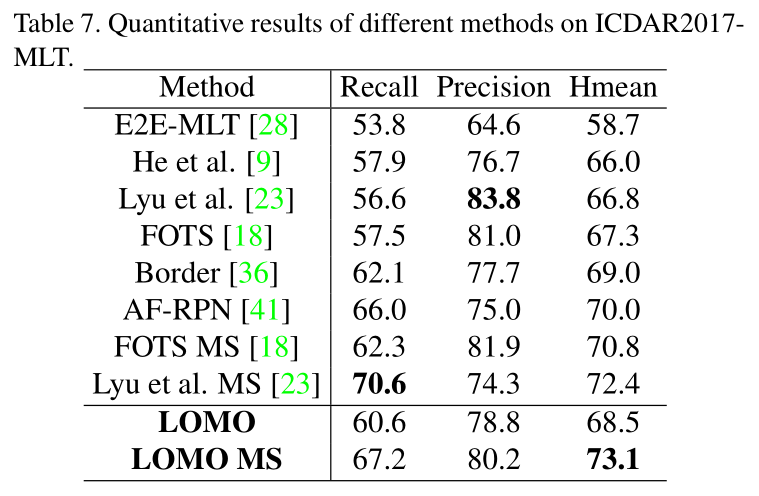 Table 7. Quantitative results of different methods on ICDAR2017-
MLT.
Method Recall Precision Hmean
E2E-MLT [28] 53.8 64.6 58.7
He et al. [9] 57.9 76.7 66.0
Lyu et al. [23] 56.6 83.8 66.8
FOTS [18] 57.5 81.0 67.3
Border [36] 62.1 77.7 69.0
AF-RPN [41] 66.0 75.0 70.0
FOTS MS [18] 62.3 81.9 70.8
Lyu et al. MS [23] 70.6 74.3 72.4
LOMO 60.6 78.8 68.5
LOMO MS 67.2 80.2 73.1